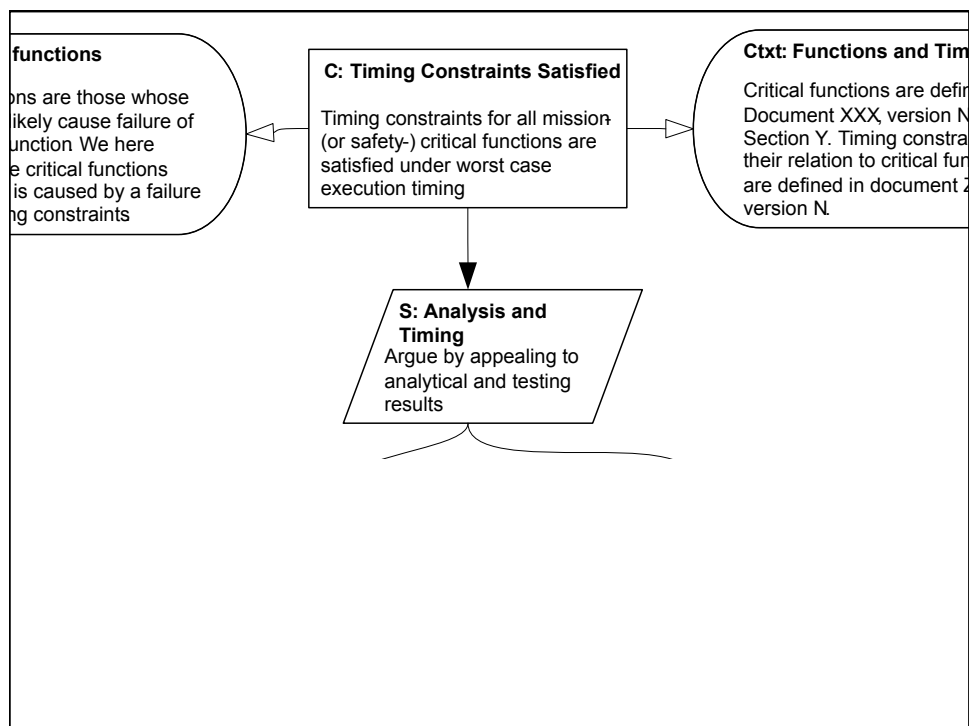 functions
ons are those whose
likely cause failure of
unction. We here
e critical functions
is caused by a failure
ng constraints
C: Timing Constraints Satisfied
Timing constraints for all mission-
(or safety-) critical functions are
satisfied under worst case
execution timing
Ctxt: Functions and Tim
Critical functions are defin
Document XXX, version N
Section Y. Timing constra
their relation to critical fun
are defined in document Z
version N.
S: Analysis and
Timing
Argue by appealing to
analytical and testing
results